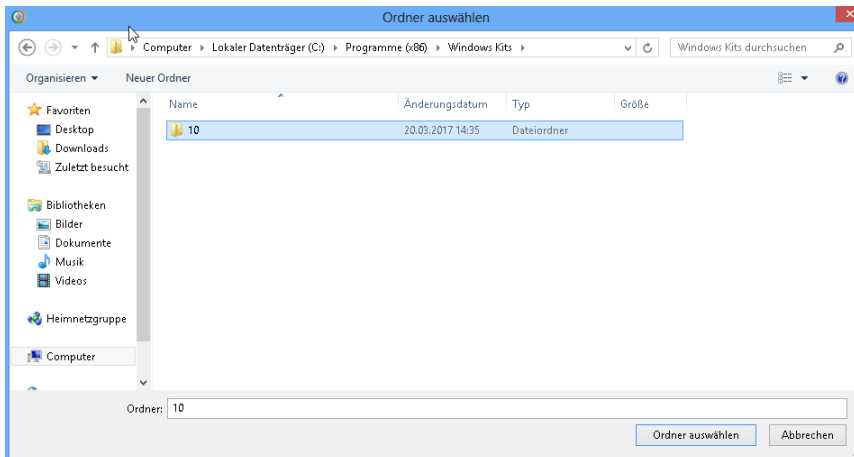 Ordner auswählen
Computer Lokaler Datenträger (C:) Programme (x86) Windows Kits
Windows Kits durchsuchen
Organisieren Neuer Ordner
Favoriten
Desktop
Downloads
Zuletzt besucht
Bibliotheken
Bilder
Dokumente
Musik
Videos
Heimnetzgruppe
Computer
Name Änderungsdatum Typ Größe
10 20.03.2017 14:35 Dateiordner
Ordner: 10
Ordner auswählen Abbrechen